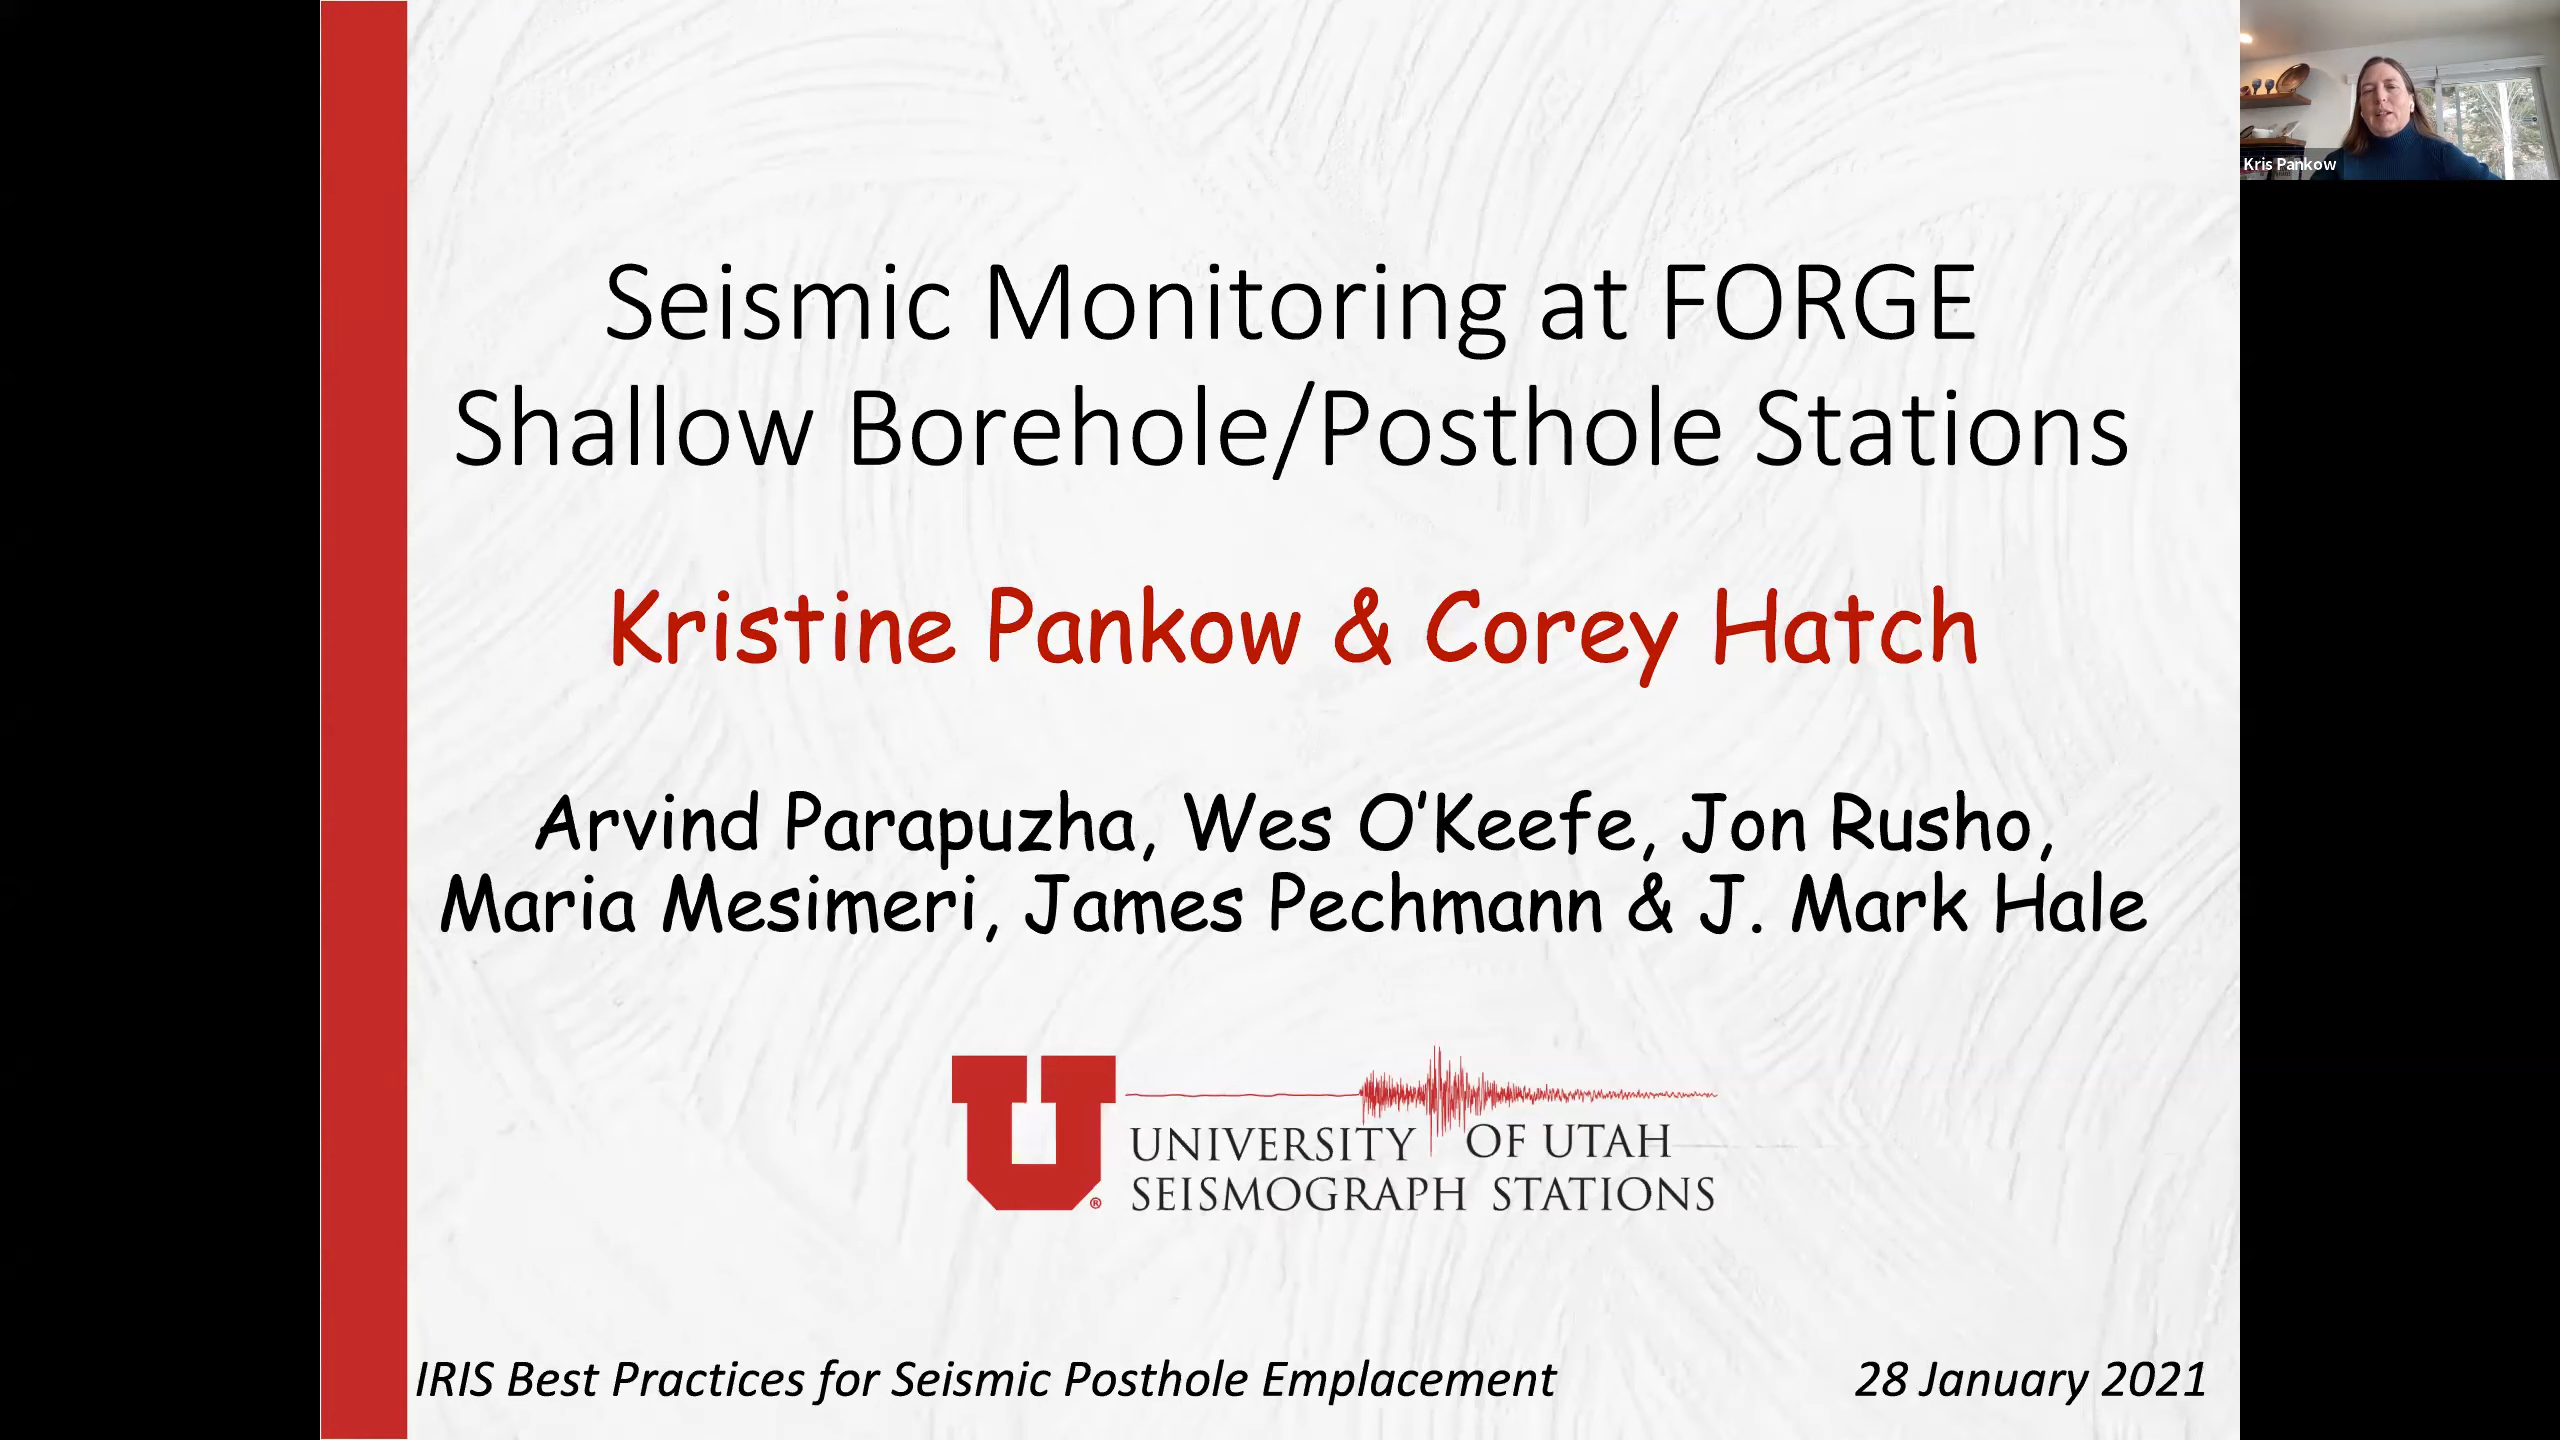 Seismic Monitoring at FORGE
Shallow Borehole/Posthole Stations
Kristine Pankow & Corey Hatch
Arvind Parapuzha, Wes O'Keefe, Jon Rusho,
Maria Mesimeri, James Pechmann & J. Mark Hale
U®
UNIVERSITY OF UTAH
SEISMOGRAPH STATIONS
IRIS Best Practices for Seismic Posthole Emplacement
28 January 2021
Kris Pankow